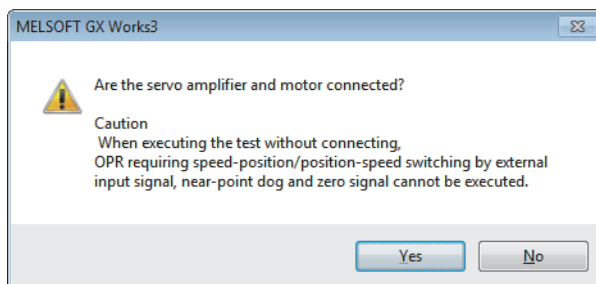 MELSOFT GX Works3
Are the servo amplifier and motor connected?
Caution
When executing the test without connecting,
OPR requiring speed-position/position-speed switching by external
input signal, near-point dog and zero signal cannot be executed.
Yes
No